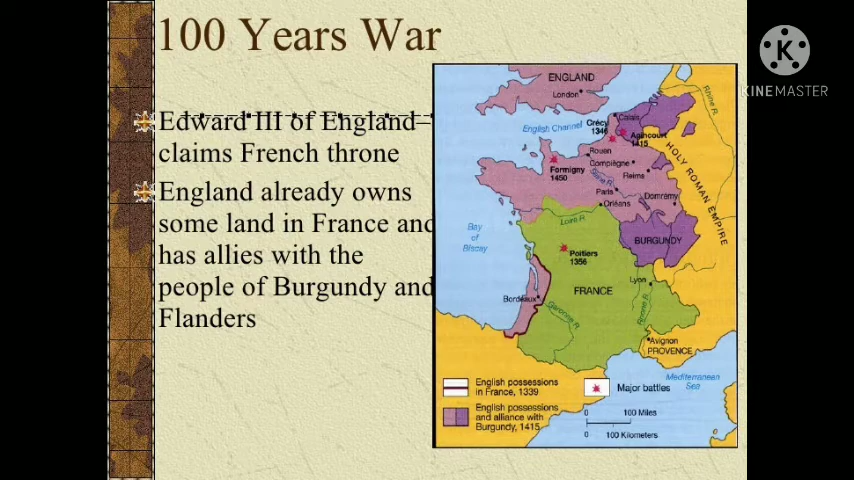 100 Years War
Edward III of England
claims French throne
England already owns
some land in France and
has allies with the
people of Burgundy and
Flanders
K
KINEMASTER
ENGLAND
London
English Channel
Calais
Crécy
1346
Agincourt
1415
Rhine R.
HOLY ROMAN EMPIRE
Rouen
Compiègne
Formigny
1450
Seine R.
Reims
Paris
Domrémy
Orléans
Bay
of
Biscay
Loire R.
BURGUNDY
Poitiers
1356
Lyon
FRANCE
Bordeaux
Garonne R.
Rhone R.
Avignon
PROVENCE
Mediterranean
Sea
English possessions
in France, 1339
Major battles
English possessions
and alliance with
Burgundy, 1415
0 100 Miles
0 100 Kilometers